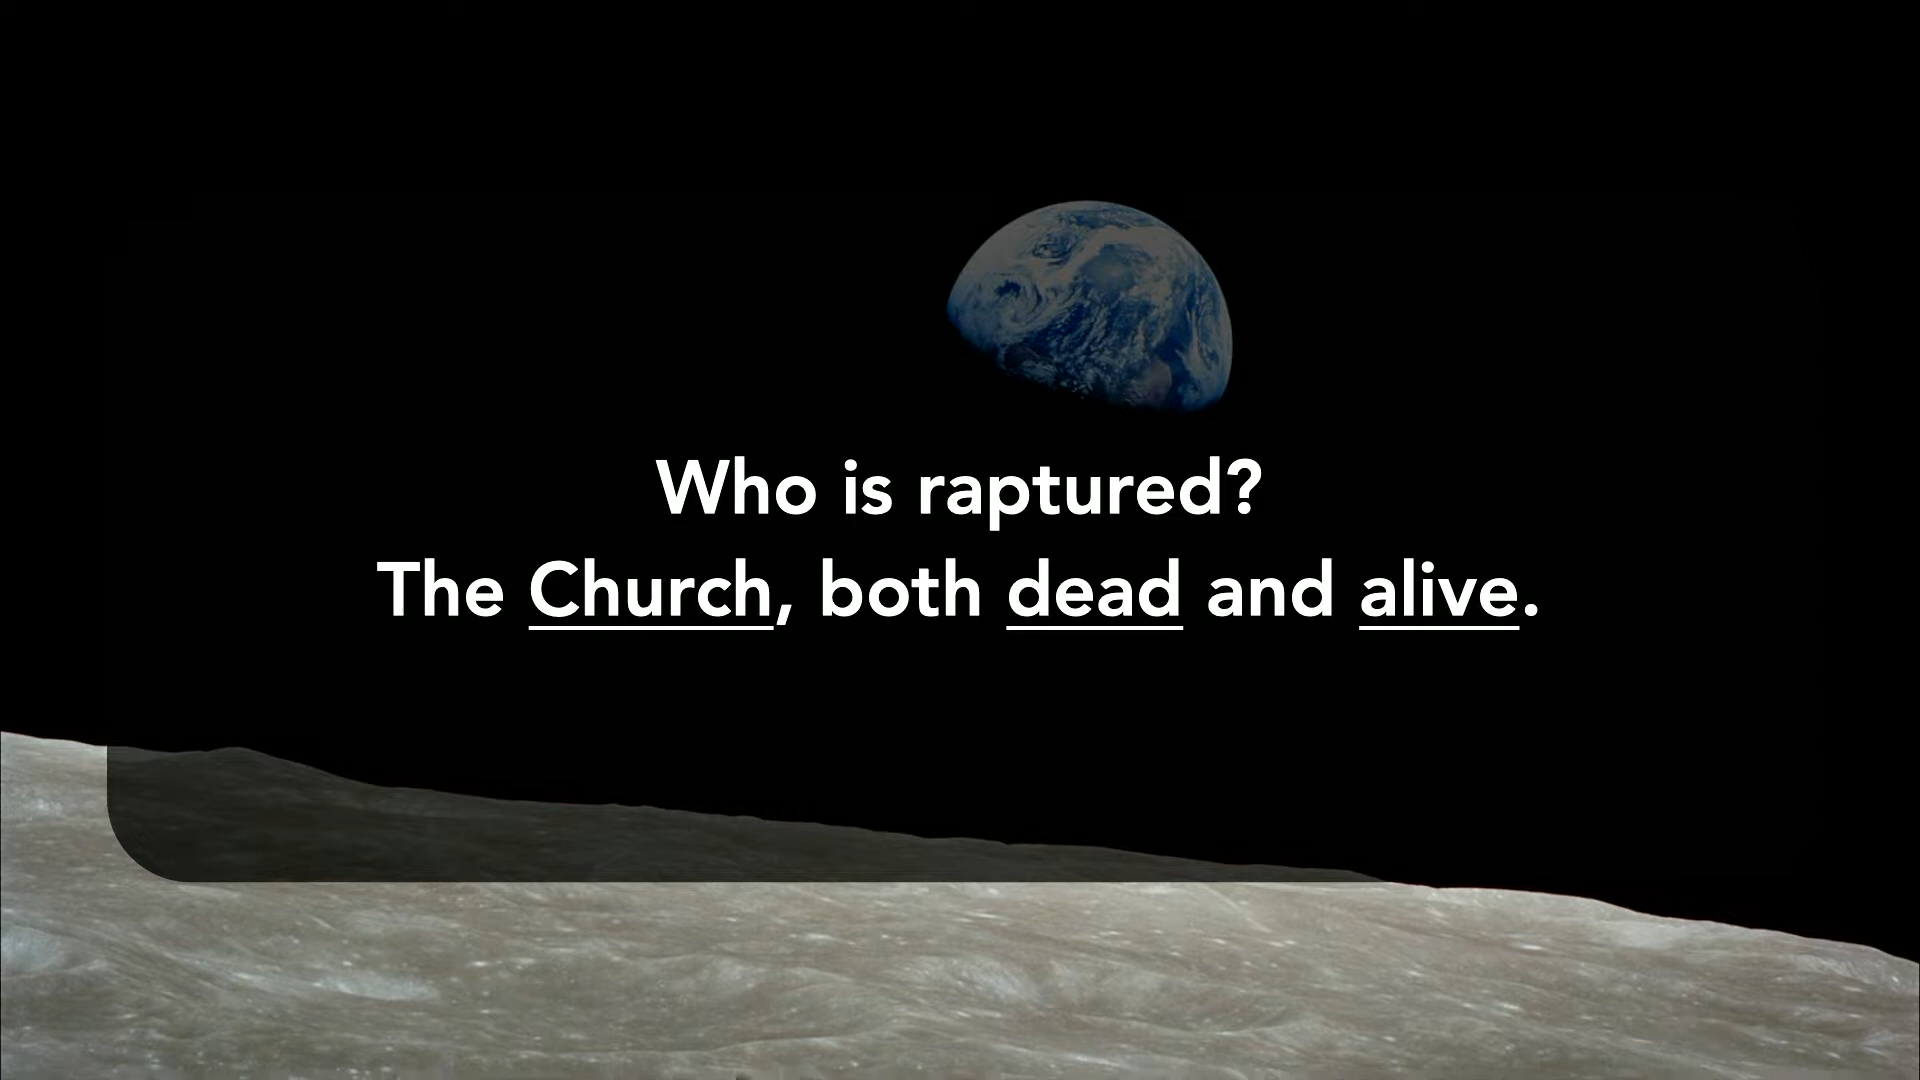 Who is raptured?
The Church, both dead and alive.